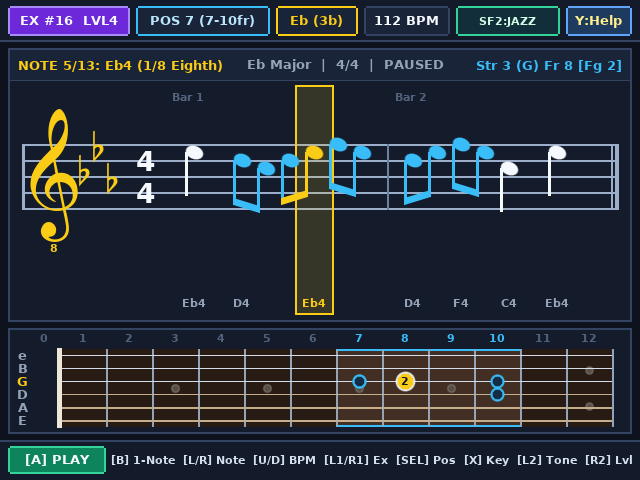 EX #16 LVL4 POS 7 (7-10fr) Eb (3b) 112 BPM SF2:JAZZ Y:Help
NOTE 5/13: Eb4 (1/8 Eighth) Eb Major | 4/4 | PAUSED Str 3 (G) Fr 8 [Fg 2]
Bar 1 Bar 2
4
4
8
Eb4 D4 Eb4 D4 F4 C4 Eb4
0 1 2 3 4 5 6 7 8 9 10 11 12
e
B
G 2
D
A
E
[A] PLAY [B] 1-Note [L/R] Note [U/D] BPM [L1/R1] Ex [SEL] Pos [X] Key [L2] Tone [R2] Lvl